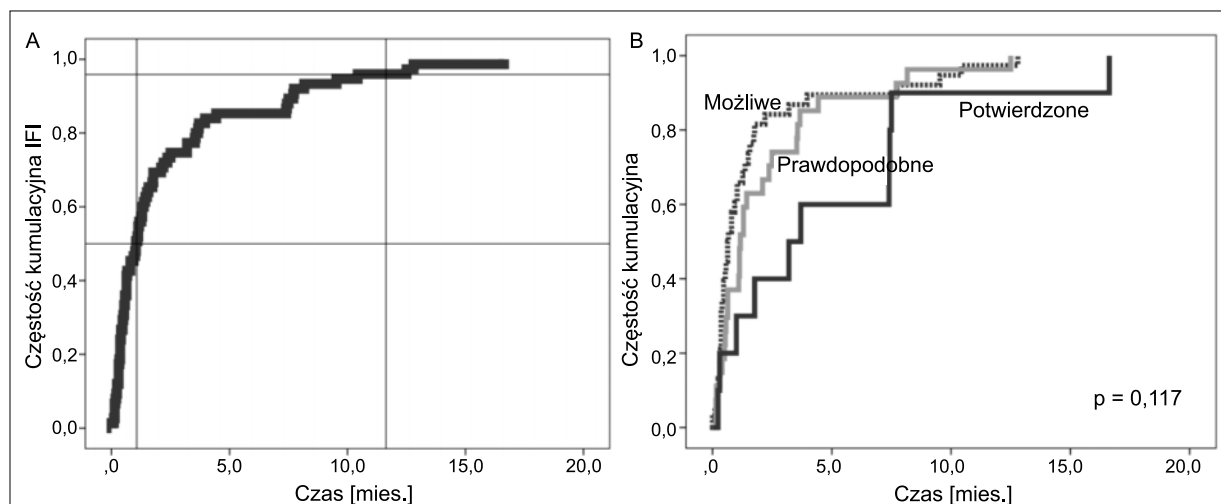 A
Częstość kumulacyjna IFI
1,0
0,8
0,6
0,4
0,2
0,0
,0 5,0 10,0 15,0 20,0
Czas [mies.]
B
Częstość kumulacyjna
1,0
0,8
0,6
0,4
0,2
0,0
Możliwe
Potwierdzone
Prawdopodobne
p = 0,117
,0 5,0 10,0 15,0 20,0
Czas [mies.]